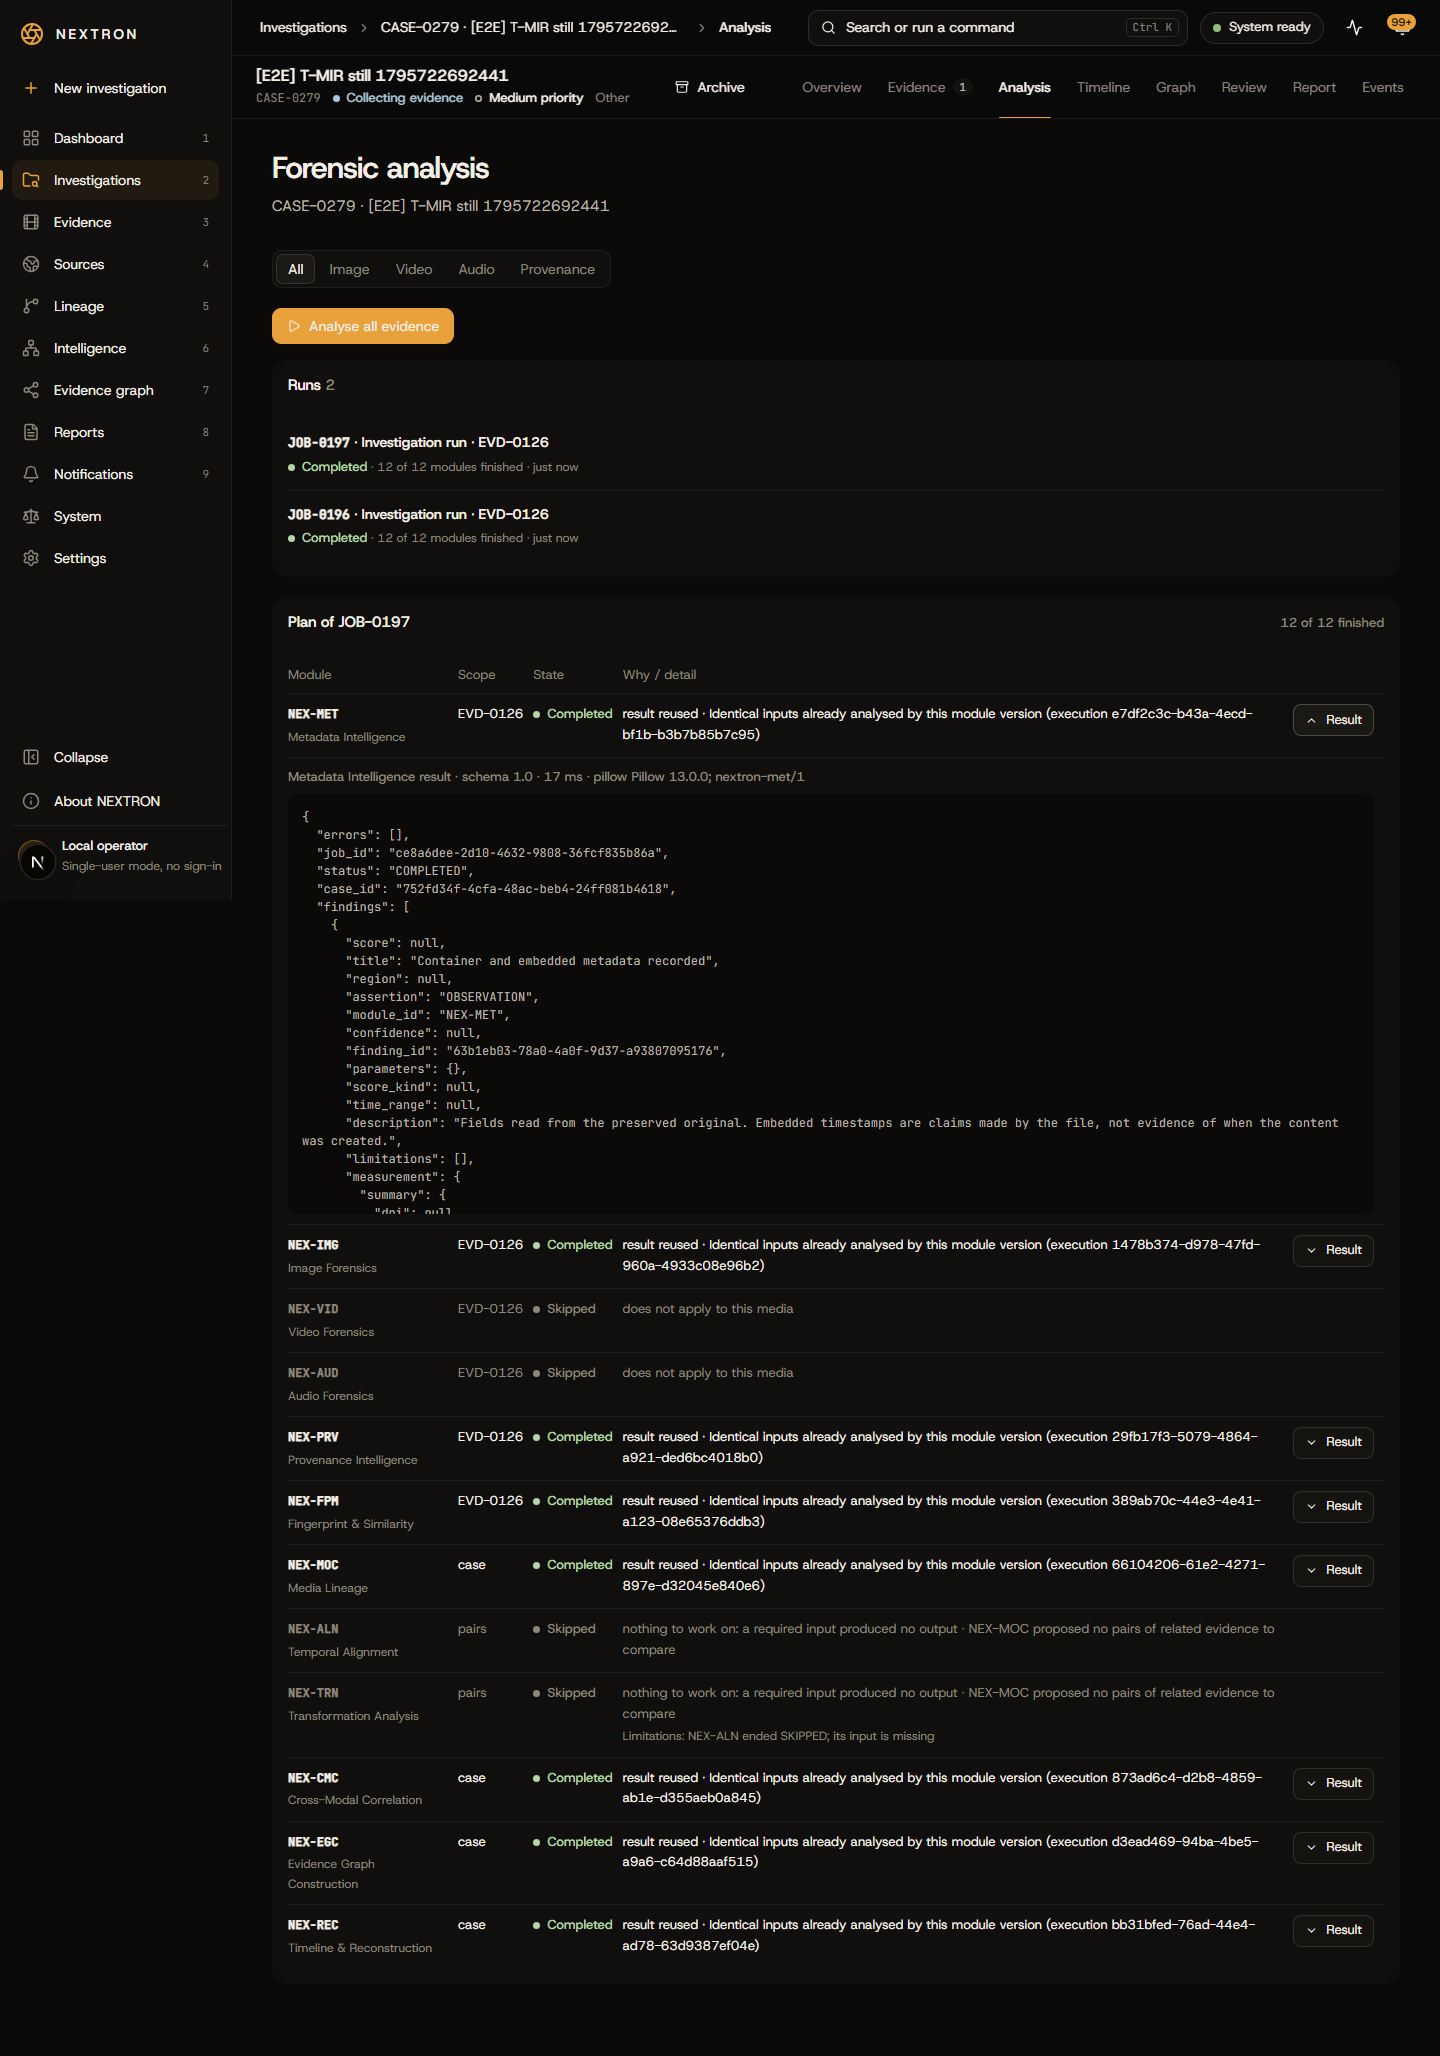 NEXTRON
New investigation
Dashboard 1
Investigations 2
Evidence 3
Sources 4
Lineage 5
Intelligence 6
Evidence graph 7
Reports 8
Notifications 9
System
Settings
Collapse
About NEXTRON
N
Local operator
Single-user mode, no sign-in
Investigations > CASE-0279 · [E2E] T-MIR still 1795722692... > Analysis
Search or run a command Ctrl K
System ready
99+
[E2E] T-MIR still 1795722692441
CASE-0279 Collecting evidence Medium priority Other
Archive
Overview Evidence 1 Analysis Timeline Graph Review Report Events
Forensic analysis
CASE-0279 · [E2E] T-MIR still 1795722692441
All Image Video Audio Provenance
Analyse all evidence
Runs 2
JOB-0197 · Investigation run · EVD-0126
Completed · 12 of 12 modules finished · just now
JOB-0196 · Investigation run · EVD-0126
Completed · 12 of 12 modules finished · just now
Plan of JOB-0197 12 of 12 finished
Module Scope State Why / detail
NEX-MET EVD-0126 Completed result reused · Identical inputs already analysed by this module version (execution e7df2c3c-b43a-4ecd-
bf1b-b3b7b85b7c95) Result
Metadata Intelligence
Metadata Intelligence result · schema 1.0 · 17 ms · pillow Pillow 13.0.0; nextron-met/1
{
"errors": [],
"job_id": "ce8a6dee-2d10-4632-9808-36fcf835b86a",
"status": "COMPLETED",
"case_id": "752fd34f-4cfa-48ac-beb4-24ff081b4618",
"findings": [
{
"score": null,
"title": "Container and embedded metadata recorded",
"region": null,
"assertion": "OBSERVATION",
"module_id": "NEX-MET",
"confidence": null,
"finding_id": "63b1eb03-78a0-4a0f-9d37-a93807095176",
"parameters": {},
"score_kind": null,
"time_range": null,
"description": "Fields read from the preserved original. Embedded timestamps are claims made by the file, not evidence of when the content
was created.",
"limitations": [],
"measurement": {
"summary": {
"dpi": null
NEX-IMG EVD-0126 Completed result reused · Identical inputs already analysed by this module version (execution 1478b374-d978-47fd-
960a-4933c08e96b2) Result
Image Forensics
NEX-VID EVD-0126 Skipped does not apply to this media
Video Forensics
NEX-AUD EVD-0126 Skipped does not apply to this media
Audio Forensics
NEX-PRV EVD-0126 Completed result reused · Identical inputs already analysed by this module version (execution 29fb17f3-5079-4864-
a921-ded6bc4018b0) Result
Provenance Intelligence
NEX-FPM EVD-0126 Completed result reused · Identical inputs already analysed by this module version (execution 389ab70c-44e3-4e41-
a123-08e65376ddb3) Result
Fingerprint & Similarity
NEX-MOC case Completed result reused · Identical inputs already analysed by this module version (execution 66104206-61e2-4271-
897e-d32045e840e6) Result
Media Lineage
NEX-ALN pairs Skipped nothing to work on: a required input produced no output · NEX-MOC proposed no pairs of related evidence to
compare
Temporal Alignment
NEX-TRN pairs Skipped nothing to work on: a required input produced no output · NEX-MOC proposed no pairs of related evidence to
compare
Transformation Analysis
Limitations: NEX-ALN ended SKIPPED; its input is missing
NEX-CMC case Completed result reused · Identical inputs already analysed by this module version (execution 873ad6c4-d2b8-4859-
ab1e-d355aeb0a845) Result
Cross-Modal Correlation
NEX-EGC case Completed result reused · Identical inputs already analysed by this module version (execution d3ead469-94ba-4be5-
a9a6-c64d88aaf515) Result
Evidence Graph
Construction
NEX-REC case Completed result reused · Identical inputs already analysed by this module version (execution bb31bfed-76ad-44e4-
ad78-63d9387ef04e) Result
Timeline & Reconstruction